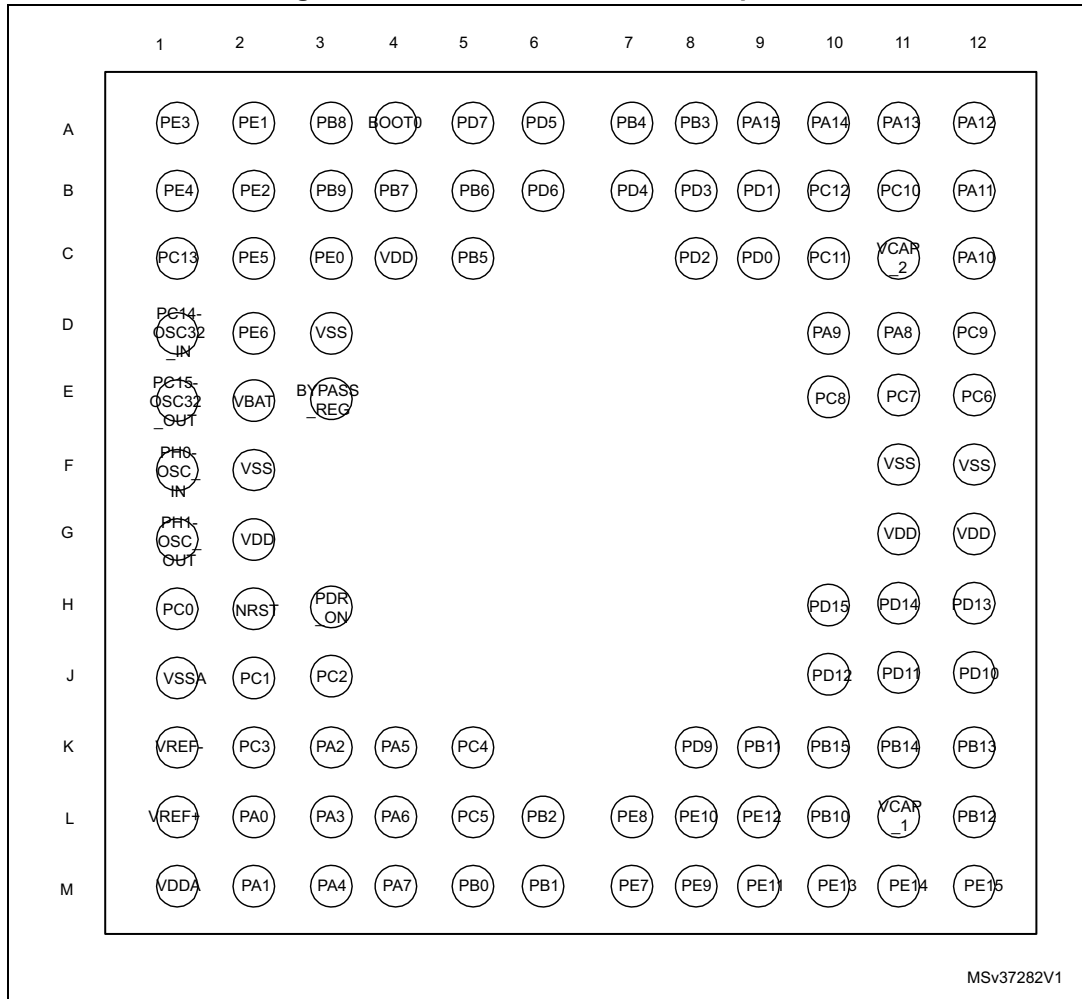 1 2 3 4 5 6 7 8 9 10 11 12
A PE3 PE1 PB8 BOOT0 PD7 PD5 PB4 PB3 PA15 PA14 PA13 PA12
B PE4 PE2 PB9 PB7 PB6 PD6 PD4 PD3 PD1 PC12 PC10 PA11
C PC13 PE5 PE0 VDD PB5 PD2 PD0 PC11 VCAP_2 PA10
D PC14-OSC32_IN PE6 VSS PA9 PA8 PC9
E PC15-OSC32_OUT VBAT BYPASS_REG PC8 PC7 PC6
F PH0-OSC_IN VSS VSS VSS
G PH1-OSC_OUT VDD VDD VDD
H PC0 NRST PDR_ON PD15 PD14 PD13
J VSSA PC1 PC2 PD12 PD11 PD10
K VREF- PC3 PA2 PA5 PC4 PD9 PB11 PB15 PB14 PB13
L VREF+ PA0 PA3 PA6 PC5 PB2 PE8 PE10 PE12 PB10 VCAP_1 PB12
M VDDA PA1 PA4 PA7 PB0 PB1 PE7 PE9 PE11 PE13 PE14 PE15
MSv37282V1